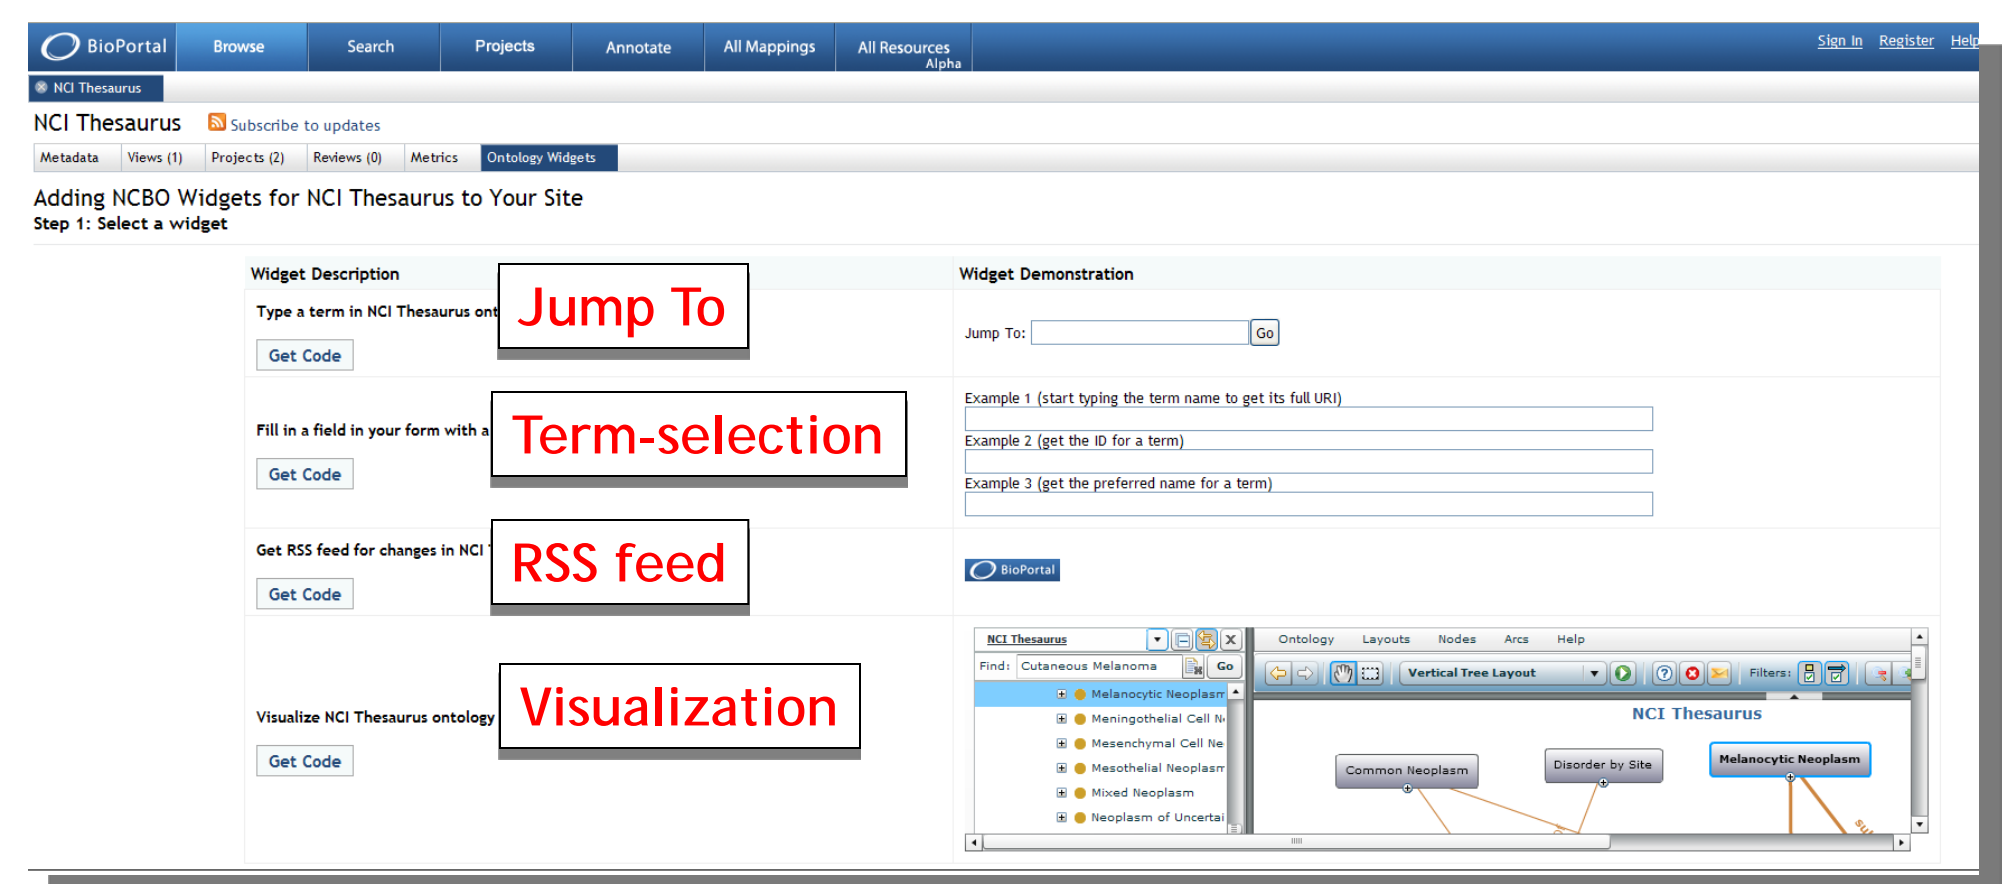 BioPortal Browse Search Projects Annotate All Mappings All Resources Alpha Sign In Register Help
NCI Thesaurus
NCI Thesaurus Subscribe to updates
Metadata Views (1) Projects (2) Reviews (0) Metrics Ontology Widgets
Adding NCBO Widgets for NCI Thesaurus to Your Site
Step 1: Select a widget
Widget Description Widget Demonstration
Type a term in NCI Thesaurus ont
Jump To
Get Code
Jump To: Go
Fill in a field in your form with a
Term-selection
Get Code
Example 1 (start typing the term name to get its full URI)
Example 2 (get the ID for a term)
Example 3 (get the preferred name for a term)
Get RSS feed for changes in NCI
RSS feed
Get Code
BioPortal
Visualize NCI Thesaurus ontology
Visualization
Get Code
NCI Thesaurus
Find: Cutaneous Melanoma Go
Melanocytic Neoplasm
Meningothelial Cell N
Mesenchymal Cell Ne
Mesothelial Neoplasm
Mixed Neoplasm
Neoplasm of Uncertai
Ontology Layouts Nodes Arcs Help
Vertical Tree Layout Filters:
NCI Thesaurus
Common Neoplasm Disorder by Site Melanocytic Neoplasm
su